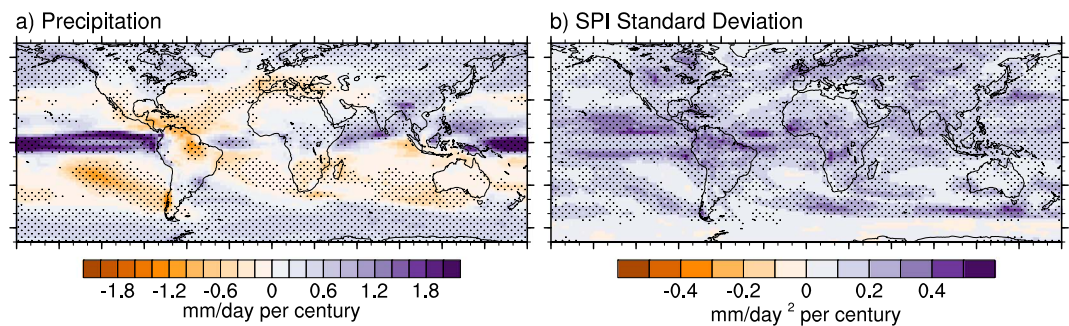 a) Precipitation
b) SPI Standard Deviation
-1.8 -1.2 -0.6 0 0.6 1.2 1.8
mm/day per century
-0.4 -0.2 0 0.2 0.4
mm/day ² per century